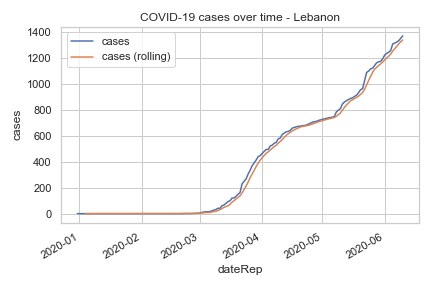 COVID-19 cases over time - Lebanon
1400
1200
1000
800
600
400
200
0
cases
cases
cases (rolling)
2020-01
2020-02
2020-03
2020-04
2020-05
2020-06
dateRep